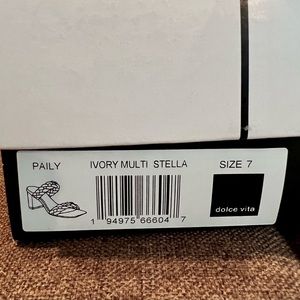 PAILY IVORY MULTI STELLA SIZE 7
1 94975 66604 7
dolce vita